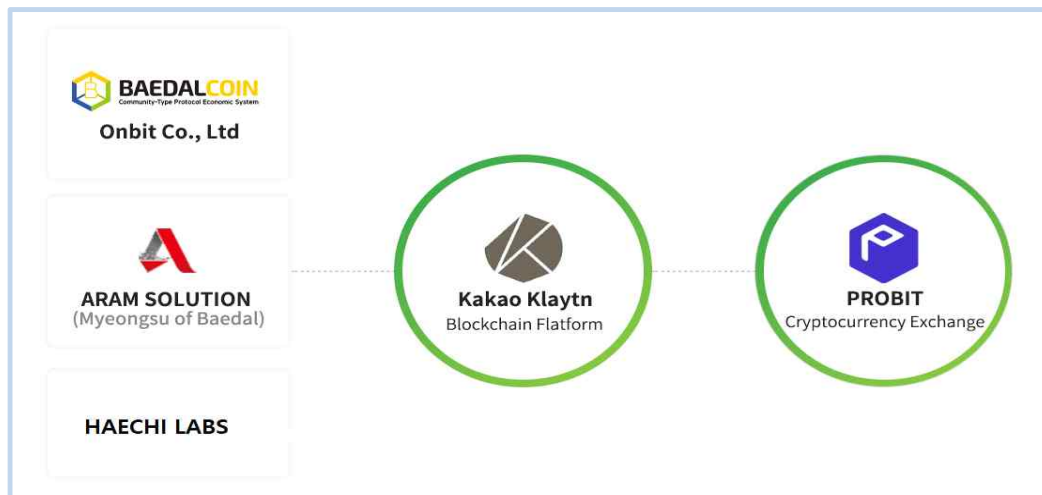 BAEDALCOIN
Community-Type Protocol Economic System
Onbit Co., Ltd
ARAM SOLUTION
(Myeongsu of Baedal)
HAECHI LABS
Kakao Klaytn
Blockchain Flatform
PROBIT
Cryptocurrency Exchange